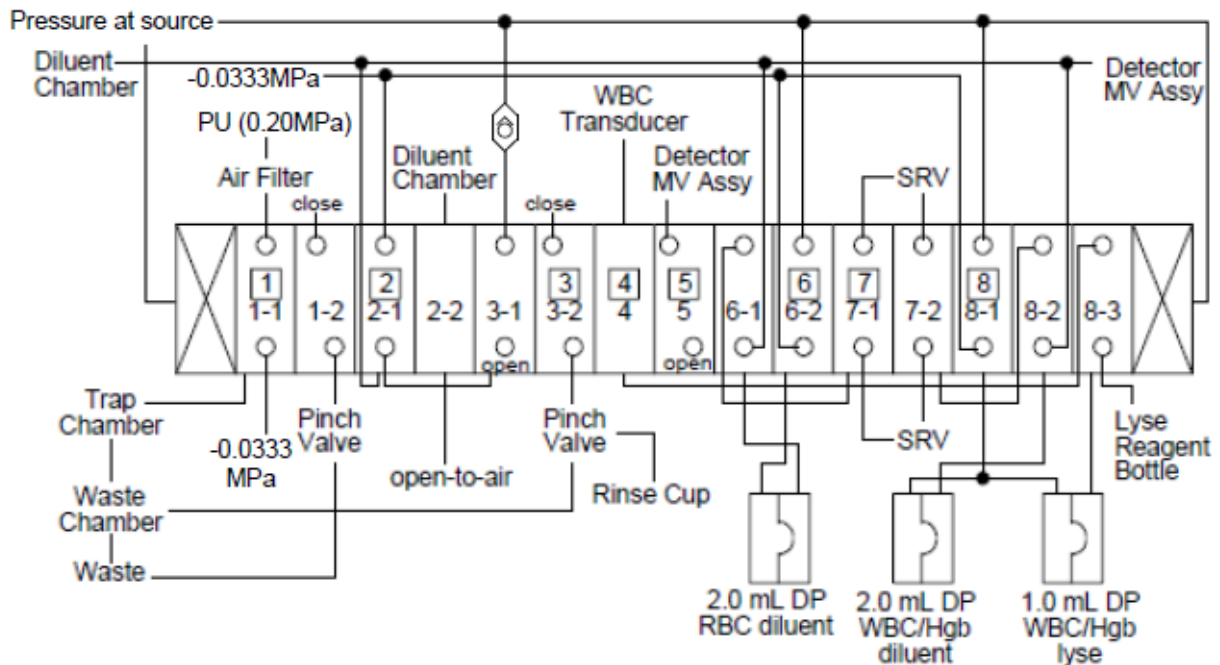 Pressure at source
Diluent
Chamber
-0.0333MPa
PU (0.20MPa)
Air Filter
close
Diluent
Chamber
close
WBC
Transducer
Detector
MV Assy
SRV
Detector
MV Assy
1
2
3
4
5
6
7
8
1-1
1-2
2-1
2-2
3-1
3-2
4
5
6-1
6-2
7-1
7-2
8-1
8-2
8-3
open
open
Trap
Chamber
-0.0333
MPa
Pinch
Valve
open-to-air
Pinch
Valve
Rinse Cup
SRV
Lyse
Reagent
Bottle
Waste
Chamber
Waste
2.0 mL DP
RBC diluent
2.0 mL DP
WBC/Hgb
diluent
1.0 mL DP
WBC/Hgb
lyse